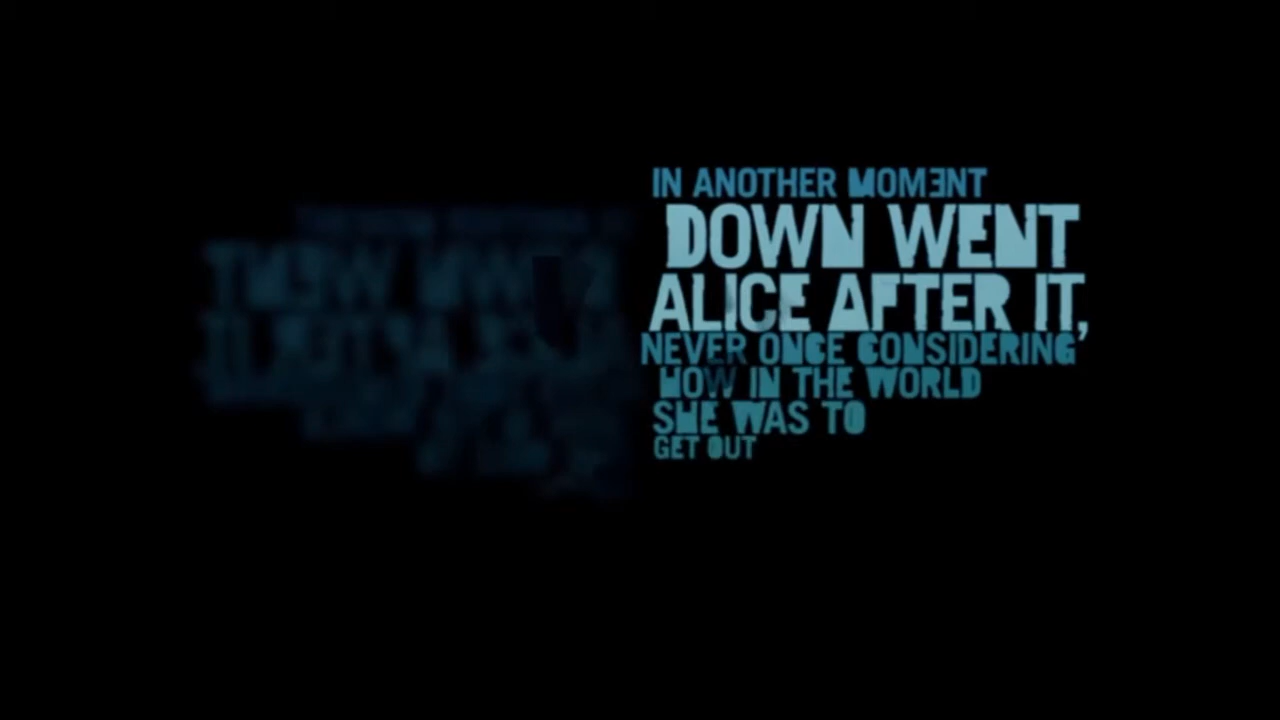 IN ANOTHER MOMENT
DOWN WENT
ALICE AFTER IT,
NEVER ONCE CONSIDERING
HOW IN THE WORLD
SHE WAS TO
GET OUT